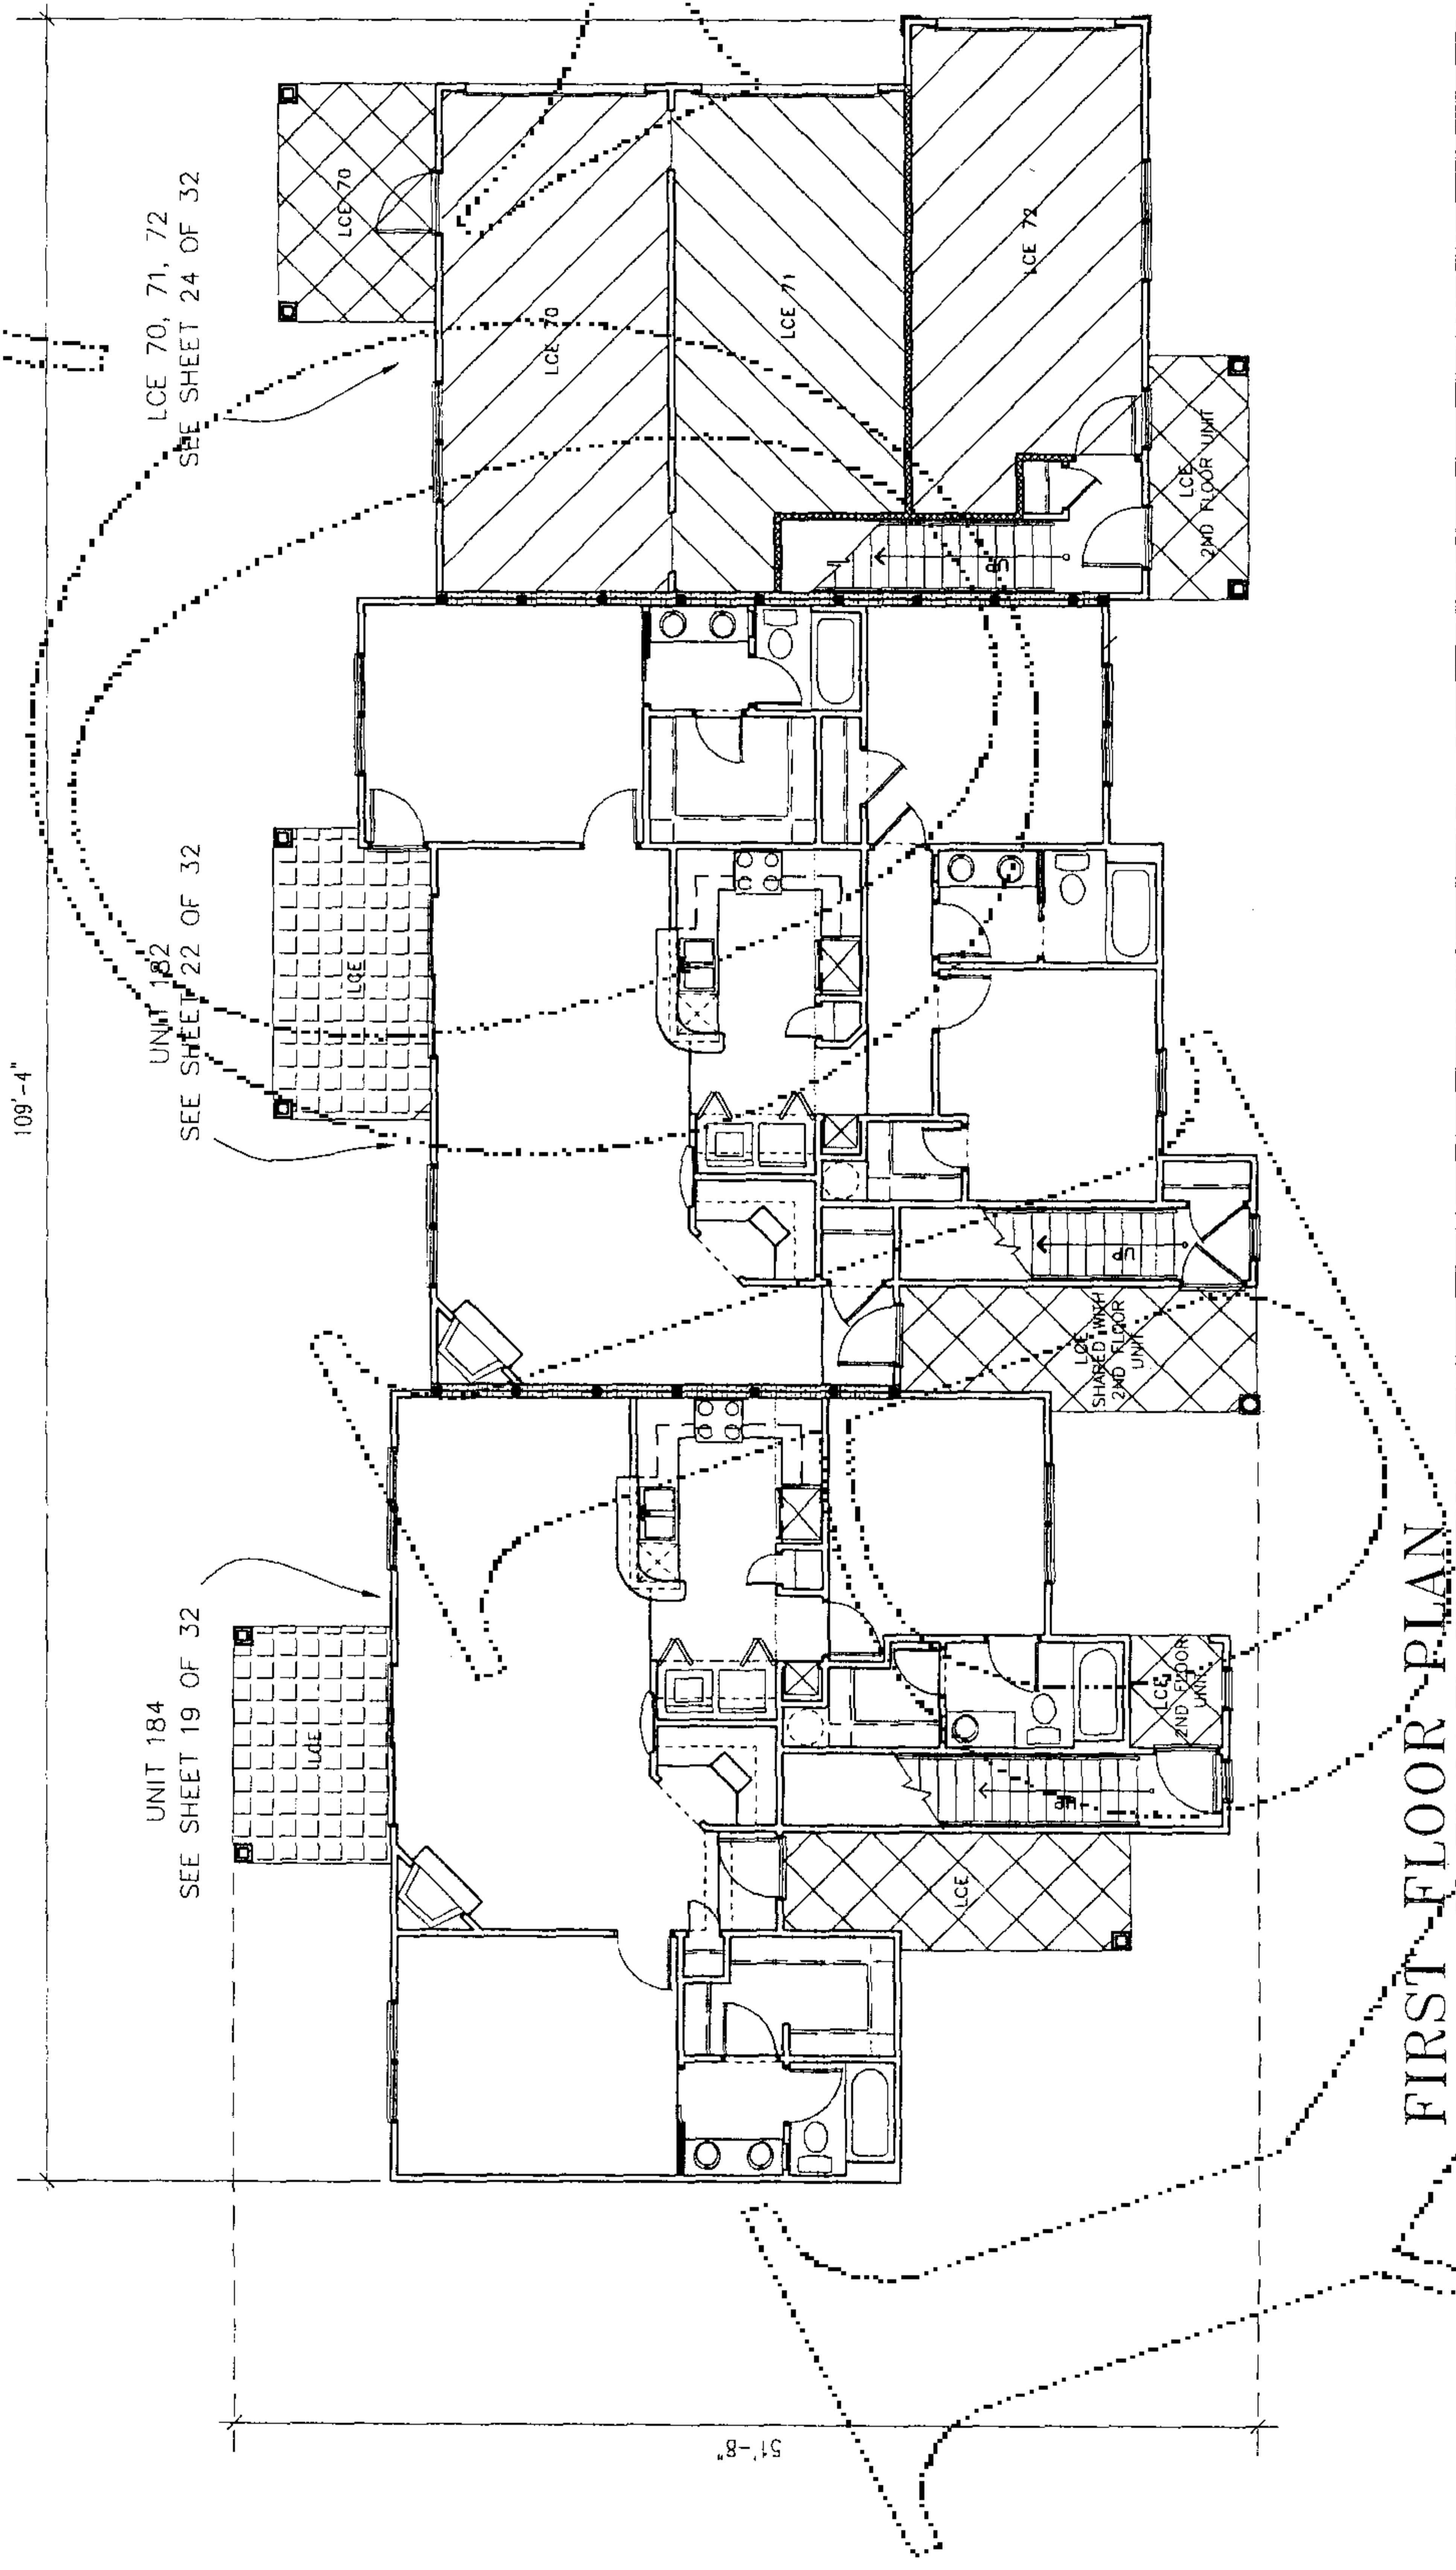 109'-4"
UNIT 184
SEE SHEET 19 OF 32
UNIT 182
SEE SHEET 22 OF 32
LCE 70, 71, 72
SEE SHEET 24 OF 32
LCE
LCE
LCE 70
LCE 70
LCE 71
LCE 72
LCE
LCE
2ND FLOOR
UNIT
LCE
SHARED WITH
2ND FLOOR
UNIT
LCE
2ND FLOOR UNIT
UP
UP
UP
51'-8"
FIRST FLOOR PLAN